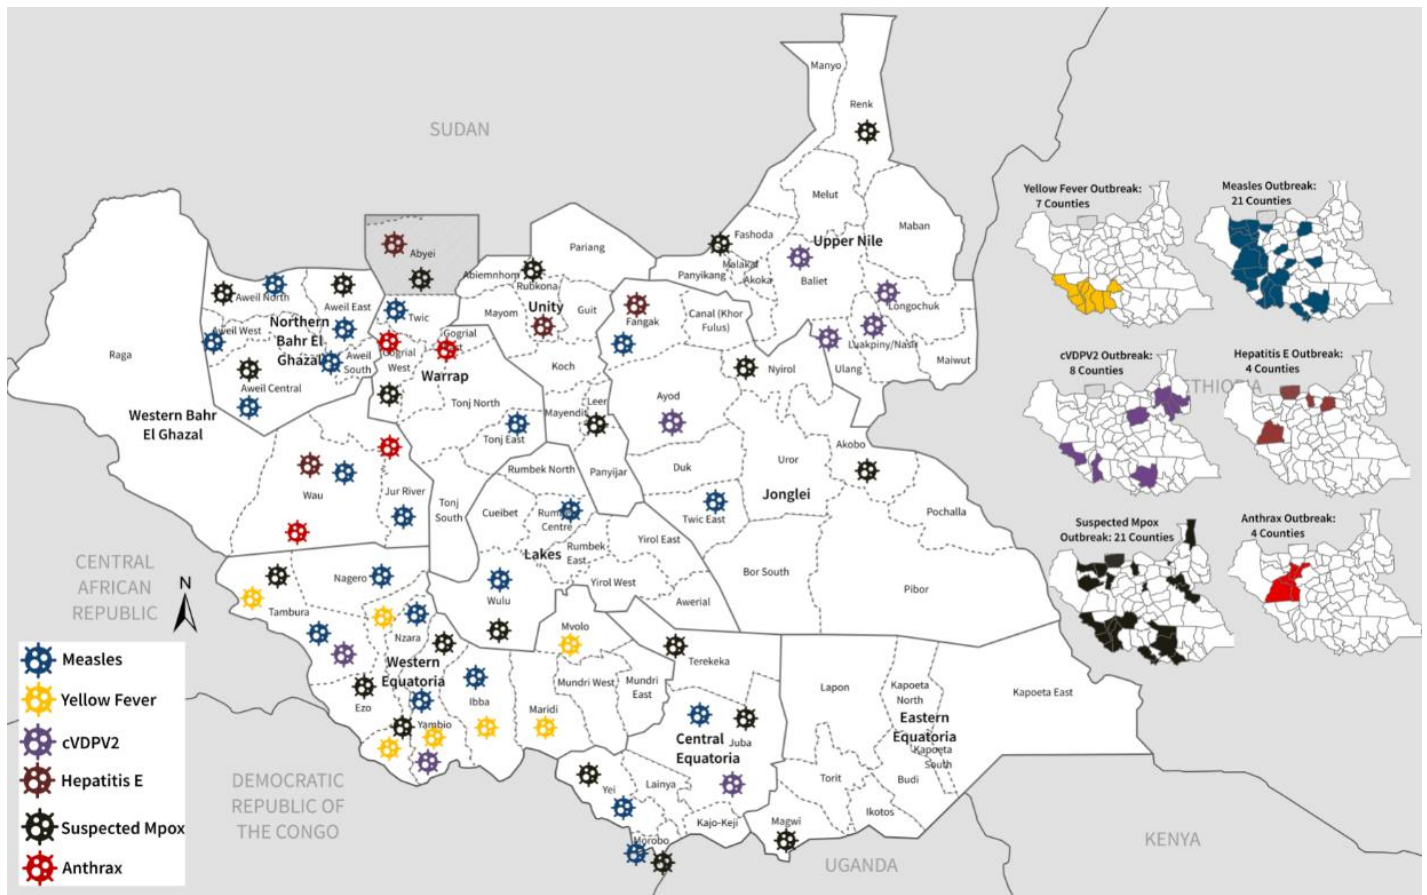 SUDAN
Manyo
Renk
Melut
Maban
Fashoda
Upper Nile
Malakal
Panyikang
Akoka
Baliet
Longochuk
Luakpiny/Nasir
Maiwut
Ulang
Pariang
Abyei
Abiemnhom
Rubkona
Unity
Mayom
Guit
Fangak
Canal (Khor
Fulus)
Nyirol
Koch
Leer
Mayendit
Ayod
Panyijar
Duk
Uror
Akobo
Jonglei
Twic East
Pochalla
Bor South
Pibor
Aweil North
Aweil East
Aweil West
Northern
Bahr El
Ghazal
Aweil
South
Aweil Central
Twic
Gogrial
West
Gogrial
Warrap
Tonj North
Tonj East
Tonj
South
Raga
Western Bahr
El Ghazal
Wau
Jur River
Rumbek North
Cueibet
Rumbek
Centre
Lakes
Rumbek
East
Yirol East
Yirol West
Awerial
Wulu
CENTRAL
AFRICAN
REPUBLIC
N
Nagero
Tambura
Nzara
Western
Equatoria
Ezo
Yambio
Ibba
Maridi
Mvolo
Mundri West
Mundri
East
Terekeka
Central
Equatoria
Juba
Yei
Lainya
Kajo-Keji
Morobo
Magwi
Lapon
Kapoeta
North
Eastern
Equatoria
Kapoeta
South
Kapoeta East
Torit
Budi
Ikotos
DEMOCRATIC
REPUBLIC OF
THE CONGO
UGANDA
KENYA
ETHIOPIA
Measles
Yellow Fever
cVDPV2
Hepatitis E
Suspected Mpox
Anthrax
Yellow Fever Outbreak:
7 Counties
Measles Outbreak:
21 Counties
cVDPV2 Outbreak:
8 Counties
Hepatitis E Outbreak:
4 Counties
Suspected Mpox
Outbreak: 21 Counties
Anthrax Outbreak:
4 Counties